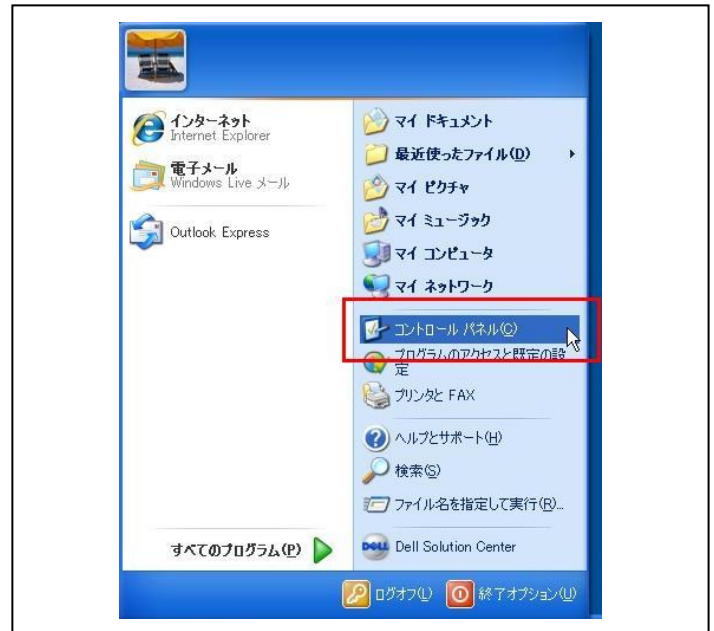 インターネット
Internet Explorer
電子メール
Windows Live メール
Outlook Express
すべてのプログラム(P)
マイ ドキュメント
最近使ったファイル(D)
マイ ピクチャ
マイ ミュージック
マイ コンピュータ
マイ ネットワーク
コントロール パネル(C)
プログラムのアクセスと既定の設
定
プリンタと FAX
ヘルプとサポート(H)
検索(S)
ファイル名を指定して実行(R)...
DELL Dell Solution Center
ログオフ(L)
終了オプション(U)